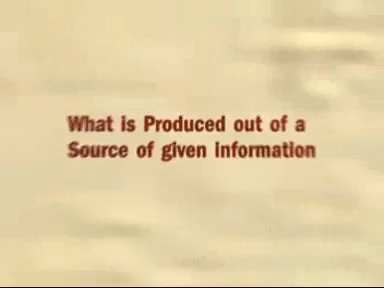 What is Produced out of a
Source of given information